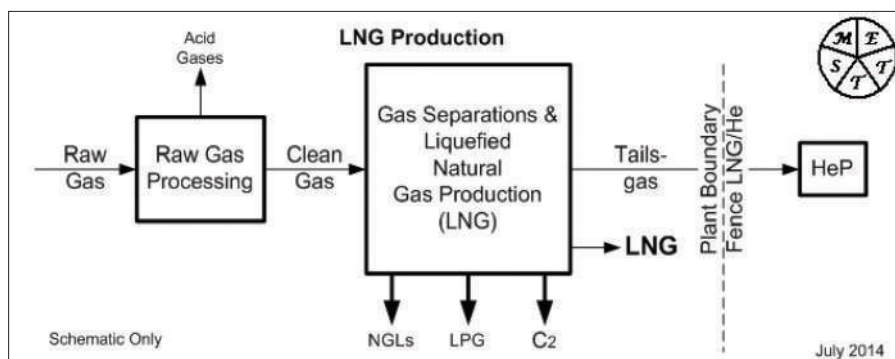 LNG Production
Acid
Gases
M E
S T T
Raw
Gas
Raw Gas
Processing
Clean
Gas
Gas Separations &
Liquefied
Natural
Gas Production
(LNG)
Tails-
gas
Plant Boundary
Fence LNG/He
HeP
LNG
NGLs
LPG
C2
Schematic Only
July 2014